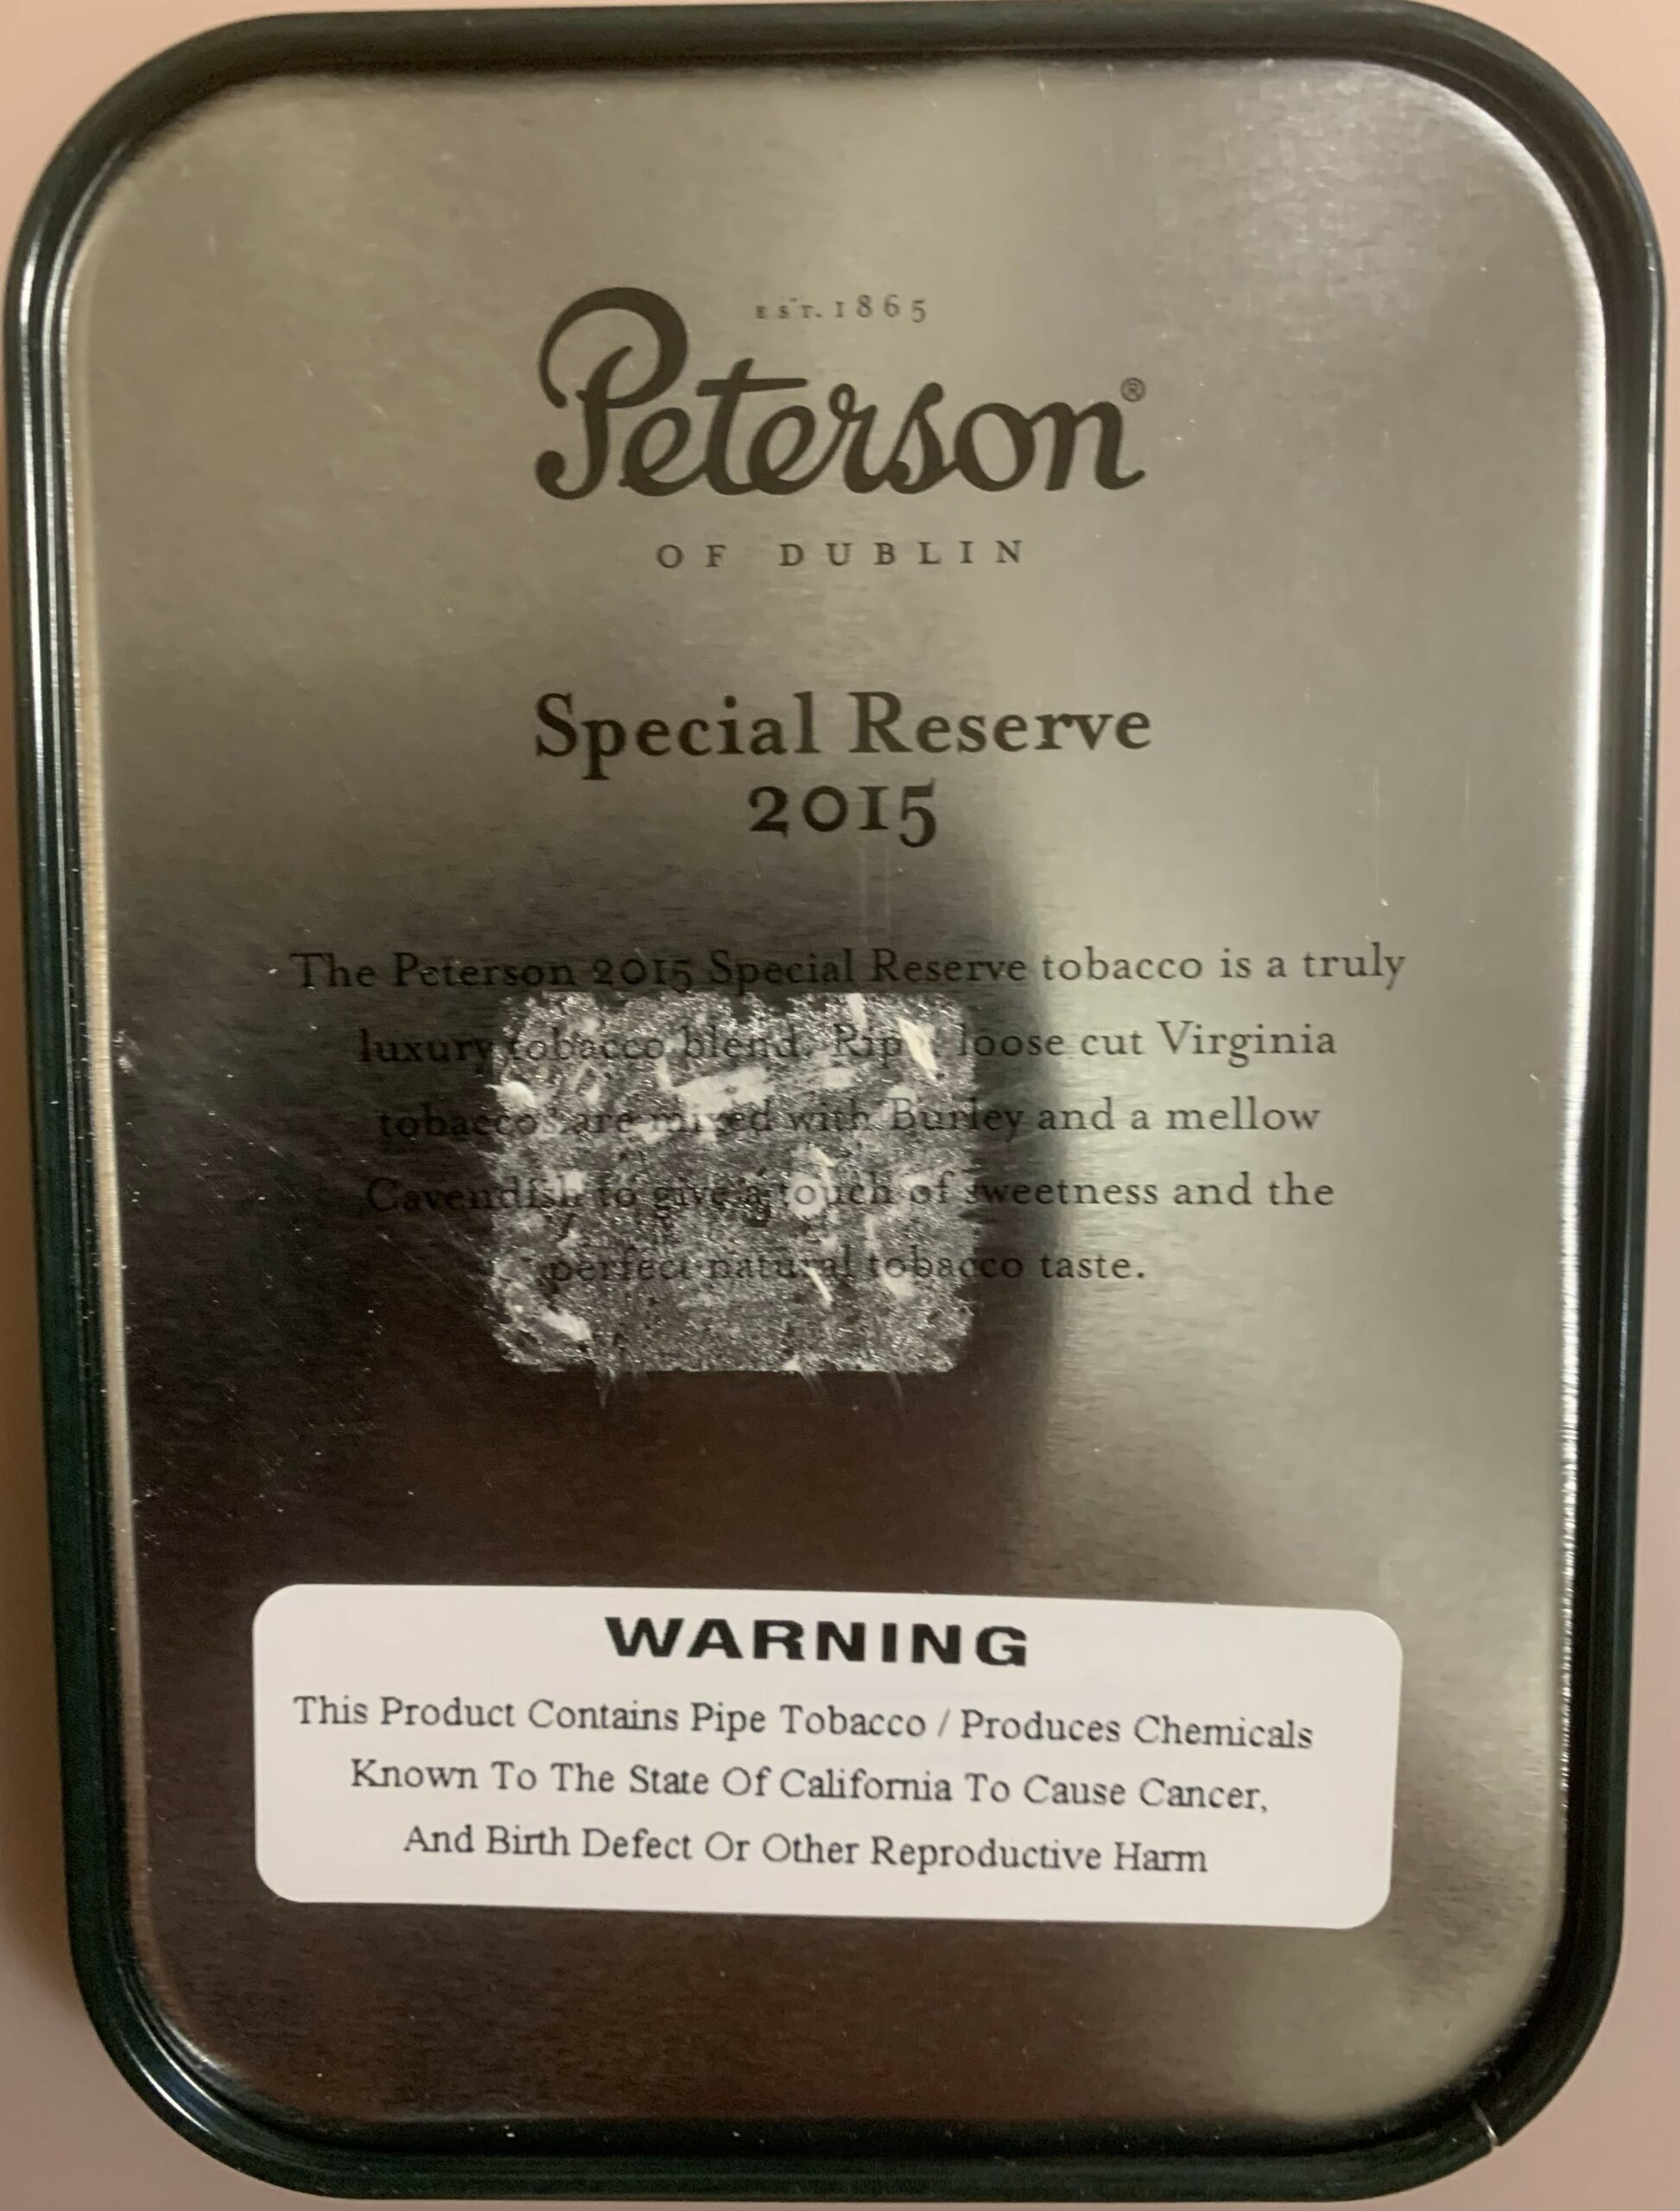 EST. 1865
Peterson®
OF DUBLIN
Special Reserve
2015
The Peterson 2015 Special Reserve tobacco is a truly
luxury tobacco blend. loose cut Virginia
tobaccos are mixed with Burley and a mellow
Cavendish to give a touch of sweetness and the
perfect natural tobacco taste.
WARNING
This Product Contains Pipe Tobacco / Produces Chemicals
Known To The State Of California To Cause Cancer,
And Birth Defect Or Other Reproductive Harm